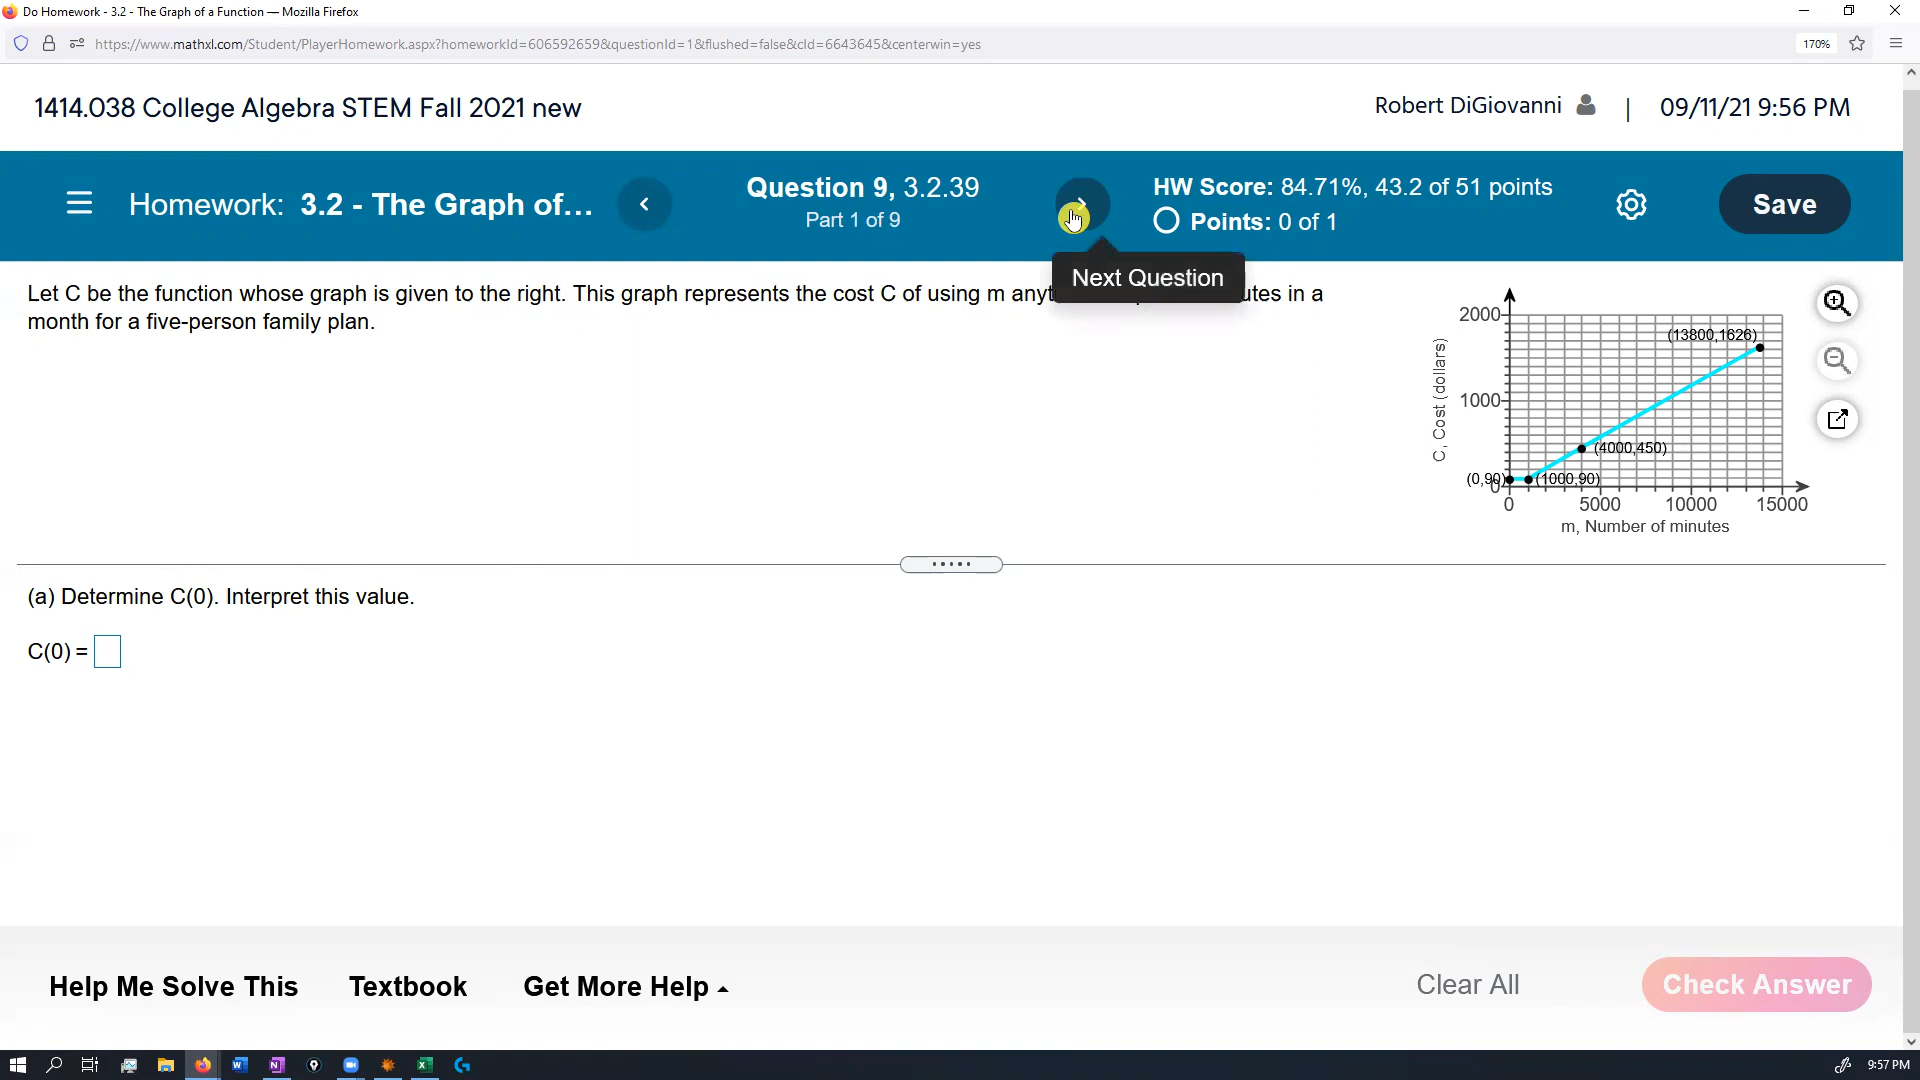 Do Homework - 3.2 - The Graph of a Function — Mozilla Firefox
https://www.mathxl.com/Student/PlayerHomework.aspx?homeworkId=606592659&questionId=1&flushed=false&cId=6643645&centerwin=yes
170%
1414.038 College Algebra STEM Fall 2021 new
Robert DiGiovanni | 09/11/21 9:56 PM
Homework: 3.2 - The Graph of...
Question 9, 3.2.39
Part 1 of 9
HW Score: 84.71%, 43.2 of 51 points
Points: 0 of 1
Save
Next Question
Let C be the function whose graph is given to the right. This graph represents the cost C of using m in a
month for a five-person family plan.
2000
(13800,1626)
C, Cost (dollars)
1000
(4000,450)
(0,90)
(1000,90)
0
0 5000 10000 15000
m, Number of minutes
(a) Determine C(0). Interpret this value.
C(0) =
Help Me Solve This
Textbook
Get More Help
Clear All
Check Answer
9:57 PM